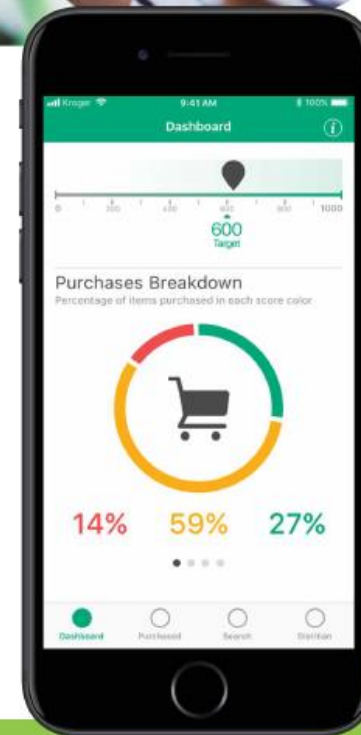 Kroger 9:41 AM 100%
Dashboard i
0 200 400 600 800 1000
600
Target
Purchases Breakdown
Percentage of items purchased in each score color
14% 59% 27%
Dashboard Purchased Search Dietitian